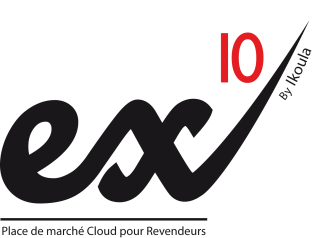 ex
10
By Ikoula
Place de marché Cloud pour Revendeurs